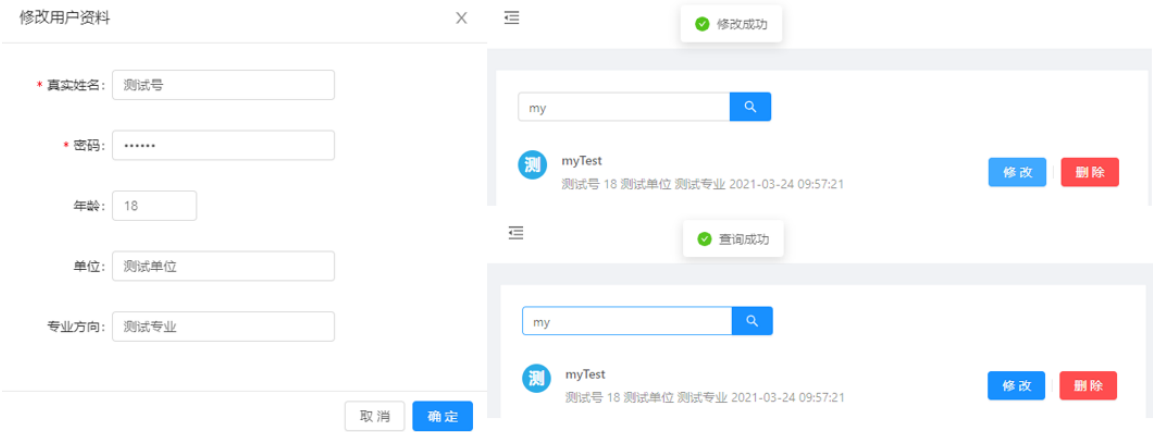 修改用户资料
* 真实姓名: 测试号
* 密码: ••••••
年龄: 18
单位: 测试单位
专业方向: 测试专业
取 消 确 定
修改成功
my
测 myTest
测试号 18 测试单位 测试专业 2021-03-24 09:57:21
修 改 删 除
查询成功
my
测 myTest
测试号 18 测试单位 测试专业 2021-03-24 09:57:21
修 改 删 除